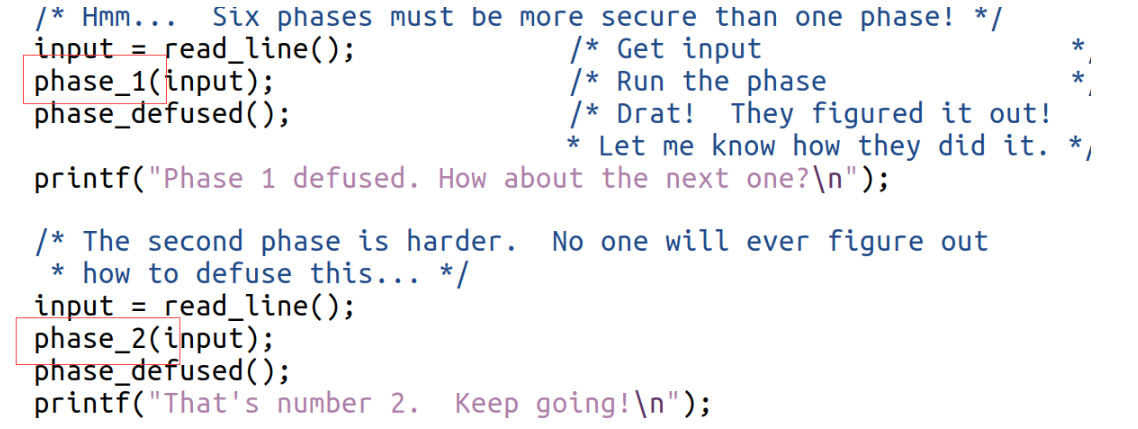 /* Hmm...  Six phases must be more secure than one phase! */
input = read_line();             /* Get input                   */
phase_1(input);                  /* Run the phase               */
phase_defused();                 /* Drat!  They figured it out!
                                 * Let me know how they did it. */
printf("Phase 1 defused. How about the next one?\n");
/* The second phase is harder.  No one will ever figure out
 * how to defuse this... */
input = read_line();
phase_2(input);
phase_defused();
printf("That's number 2.  Keep going!\n");